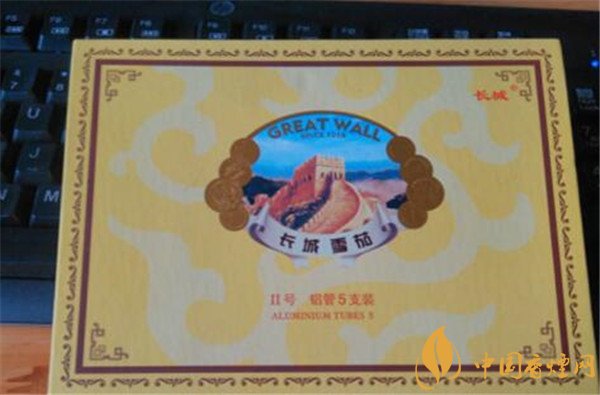 长城®
GREAT WALL
SINCE 1918
长城雪茄
II号 铝管5支装
ALUMINIUM TUBES 5
中国香烟网